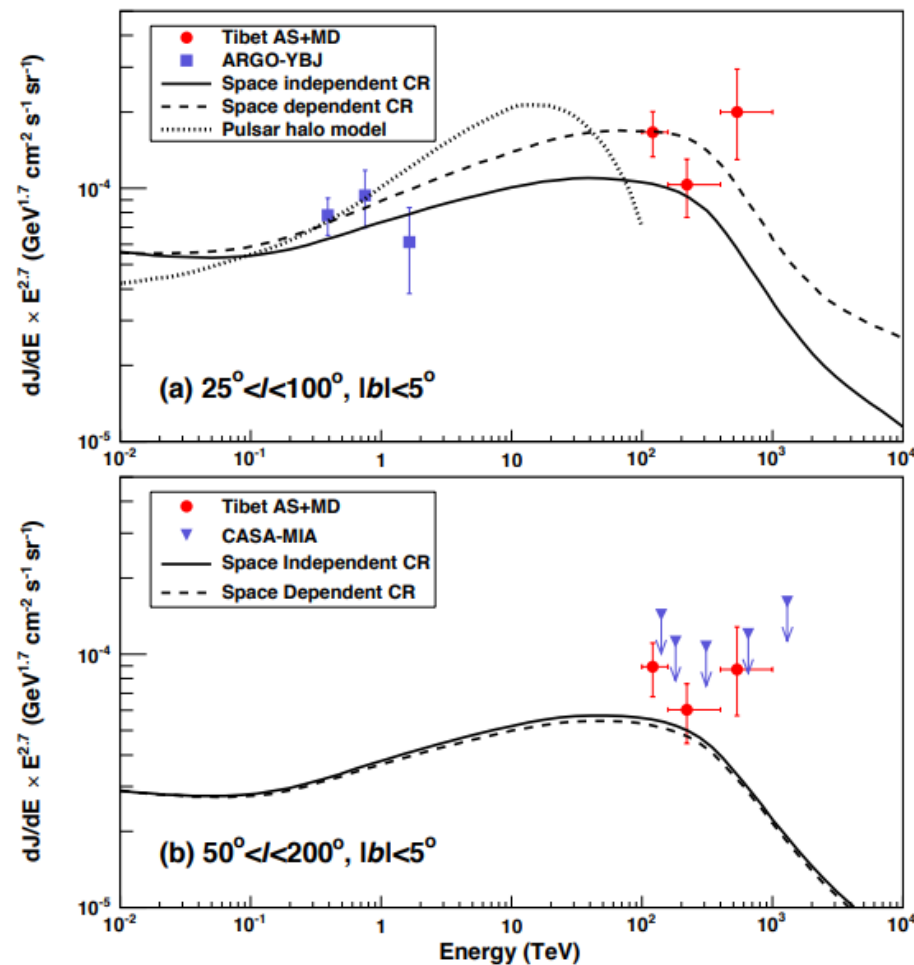 Tibet AS+MD
ARGO-YBJ
Space independent CR
Space dependent CR
Pulsar halo model
10⁻⁴
10⁻⁵
dJ/dE × E²·⁷ (GeV¹·⁷ cm⁻² s⁻¹ sr⁻¹)
(a) 25°<l<100°, |b|<5°
10⁻² 10⁻¹ 1 10 10² 10³ 10⁴
Tibet AS+MD
CASA-MIA
Space Independent CR
Space Dependent CR
10⁻⁴
10⁻⁵
dJ/dE × E²·⁷ (GeV¹·⁷ cm⁻² s⁻¹ sr⁻¹)
(b) 50°<l<200°, |b|<5°
10⁻² 10⁻¹ 1 10 10² 10³ 10⁴
Energy (TeV)